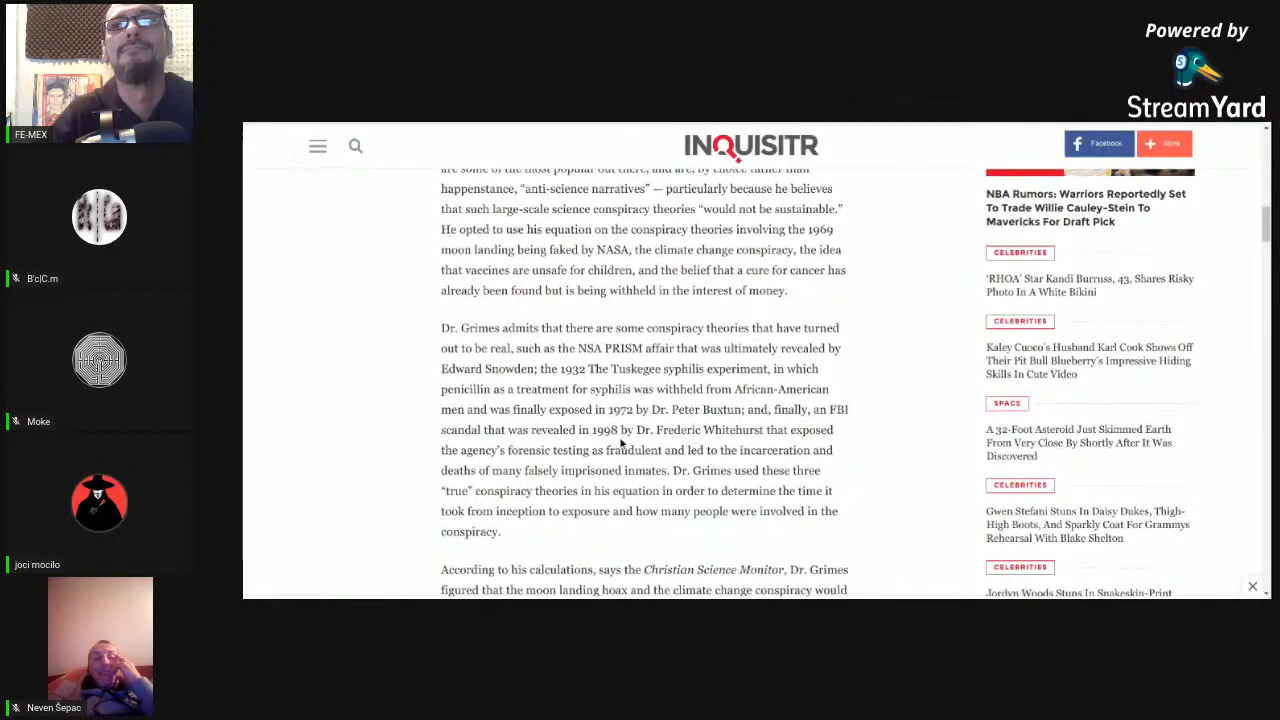 FE-MEX
B'c|C.m
Moke
joci mocilo
Neven Šepac
Powered by
StreamYard
INQUISITR
Facebook
More
are some of the most popular out there, and are, by choice rather than
happenstance, “anti-science narratives” — particularly because he believes
that such large-scale science conspiracy theories “would not be sustainable.”
He opted to use his equation on the conspiracy theories involving the 1969
moon landing being faked by NASA, the climate change conspiracy, the idea
that vaccines are unsafe for children, and the belief that a cure for cancer has
already been found but is being withheld in the interest of money.
Dr. Grimes admits that there are some conspiracy theories that have turned
out to be real, such as the NSA PRISM affair that was ultimately revealed by
Edward Snowden; the 1932 The Tuskegee syphilis experiment, in which
penicillin as a treatment for syphilis was withheld from African-American
men and was finally exposed in 1972 by Dr. Peter Buxtun; and, finally, an FBI
scandal that was revealed in 1998 by Dr. Frederic Whitehurst that exposed
the agency’s forensic testing as fraudulent and led to the incarceration and
deaths of many falsely imprisoned inmates. Dr. Grimes used these three
“true” conspiracy theories in his equation in order to determine the time it
took from inception to exposure and how many people were involved in the
conspiracy.
According to his calculations, says the Christian Science Monitor, Dr. Grimes
figured that the moon landing hoax and the climate change conspiracy would
NBA Rumors: Warriors Reportedly Set
To Trade Willie Cauley-Stein To
Mavericks For Draft Pick
CELEBRITIES
‘RHOA’ Star Kandi Burruss, 43, Shares Risky
Photo In A White Bikini
CELEBRITIES
Kaley Cuoco’s Husband Karl Cook Shows Off
Their Pit Bull Blueberry’s Impressive Hiding
Skills In Cute Video
SPACE
A 32-Foot Asteroid Just Skimmed Earth
From Very Close By Shortly After It Was
Discovered
CELEBRITIES
Gwen Stefani Stuns In Daisy Dukes, Thigh-
High Boots, And Sparkly Coat For Grammys
Rehearsal With Blake Shelton
CELEBRITIES
Jordyn Woods Stuns In Snakeskin-Print